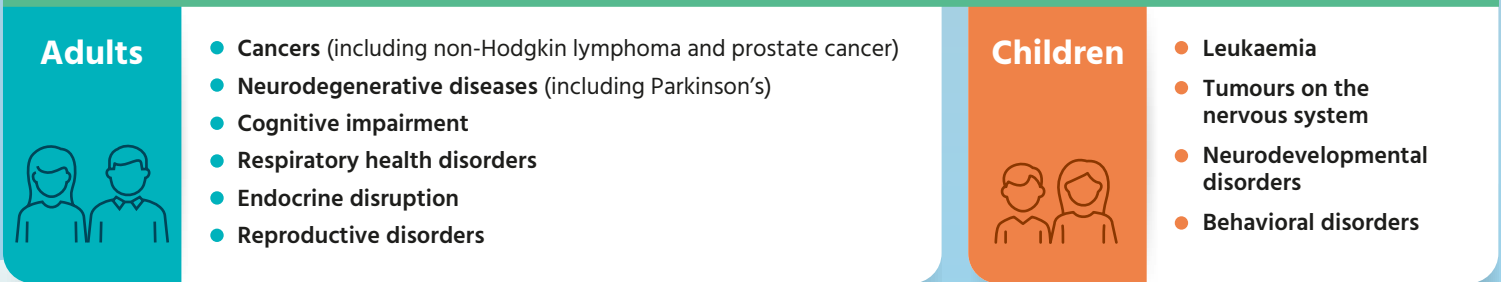 Adults
Cancers (including non-Hodgkin lymphoma and prostate cancer)
Neurodegenerative diseases (including Parkinson’s)
Cognitive impairment
Respiratory health disorders
Endocrine disruption
Reproductive disorders
Children
Leukaemia
Tumours on the
nervous system
Neurodevelopmental
disorders
Behavioral disorders